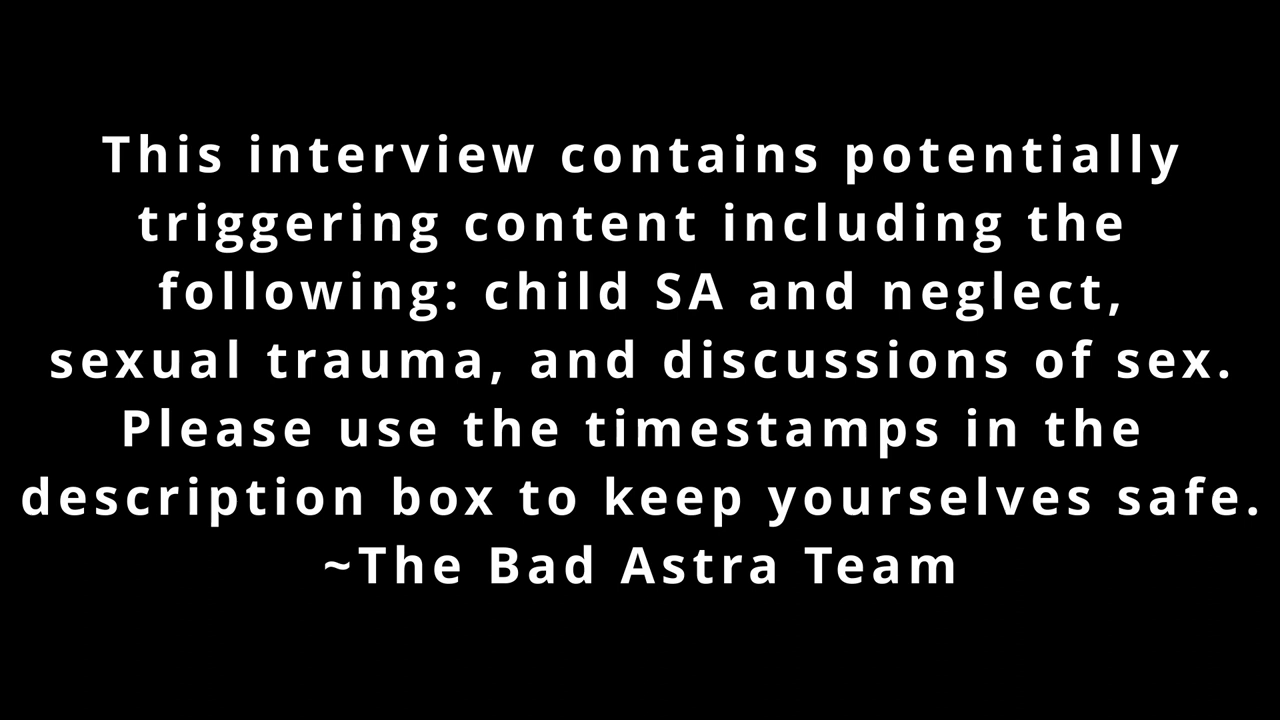 This interview contains potentially
triggering content including the
following: child SA and neglect,
sexual trauma, and discussions of sex.
Please use the timestamps in the
description box to keep yourselves safe.
~The Bad Astra Team